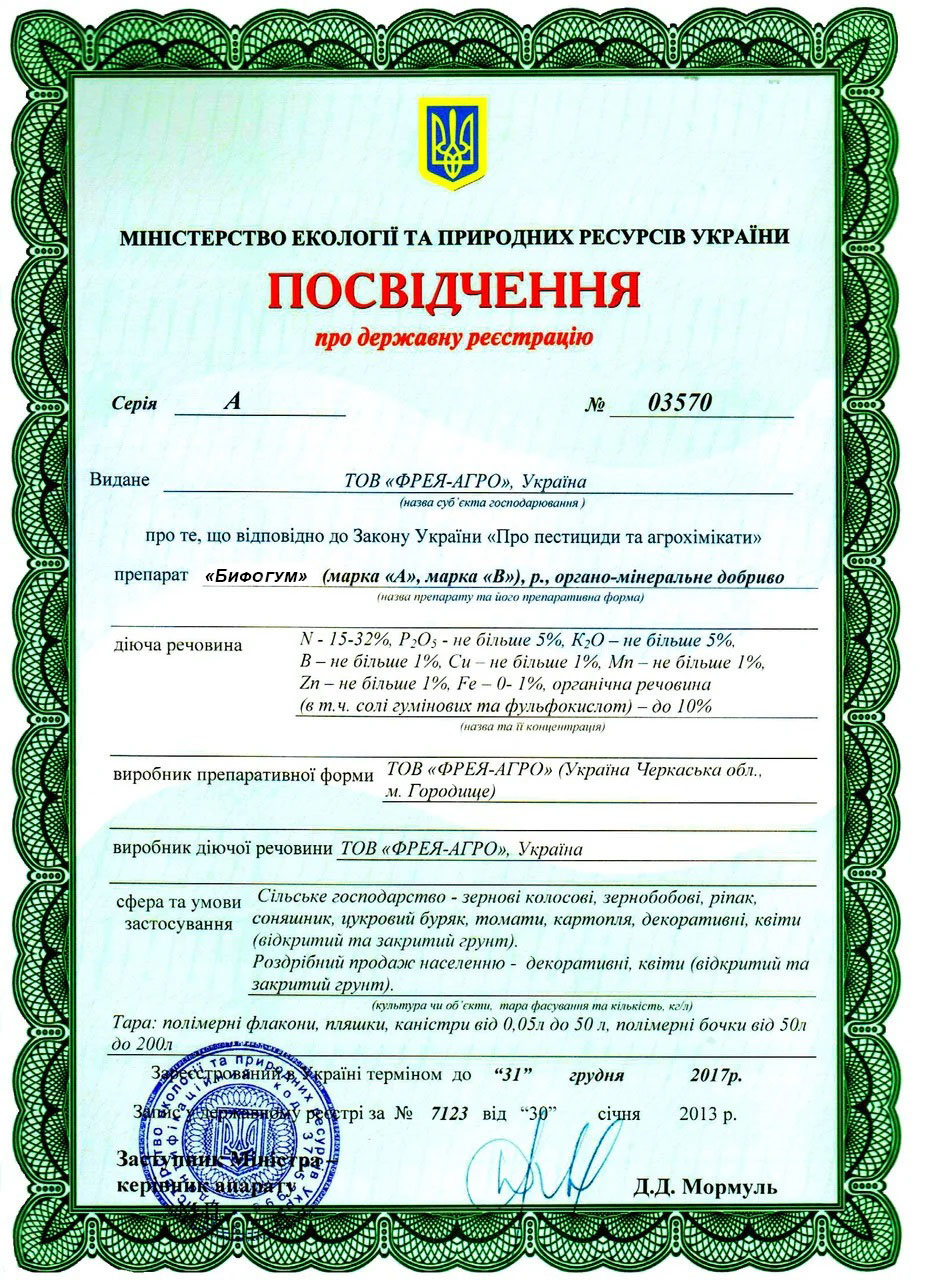 МІНІСТЕРСТВО ЕКОЛОГІЇ ТА ПРИРОДНИХ РЕСУРСІВ УКРАЇНИ
ПОСВІДЧЕННЯ
про державну реєстрацію
Серія А № 03570
Видане ТОВ «ФРЕЯ-АГРО», Україна
(назва суб’єкта господарювання )
про те, що відповідно до Закону України «Про пестициди та агрохімікати»
препарат «Бифогум» (марка «А», марка «В»), р., органо-мінеральне добриво
(назва препарату та його препаративна форма)
діюча речовина N - 15-32%, P₂O₅ - не більше 5%, K₂O – не більше 5%,
B – не більше 1%, Cu – не більше 1%, Mn – не більше 1%,
Zn – не більше 1%, Fe – 0- 1%, органічна речовина
(в т.ч. солі гумінових та фульфокислот) – до 10%
(назва та її концентрація)
виробник препаративної форми ТОВ «ФРЕЯ-АГРО» (Україна Черкаська обл.,
м. Городище)
виробник діючої речовини ТОВ «ФРЕЯ-АГРО», Україна
сфера та умови застосування Сільське господарство - зернові колосові, зернобобові, ріпак,
соняшник, цукровий буряк, томати, картопля, декоративні, квіти
(відкритий та закритий грунт).
Роздрібний продаж населенню - декоративні, квіти (відкритий та
закритий грунт).
(культура чи об’єкти, тара фасування та кількість, кг/л)
Тара: полімерні флакони, пляшки, каністри від 0,05л до 50 л, полімерні бочки від 50л
до 200л
Зареєстрований в Україні терміном до “31” грудня 2017р.
Запис у державному реєстрі за № 7123 від “30” січня 2013 р.
Заступник Міністра –
керівник апарату Д.Д. Мормуль